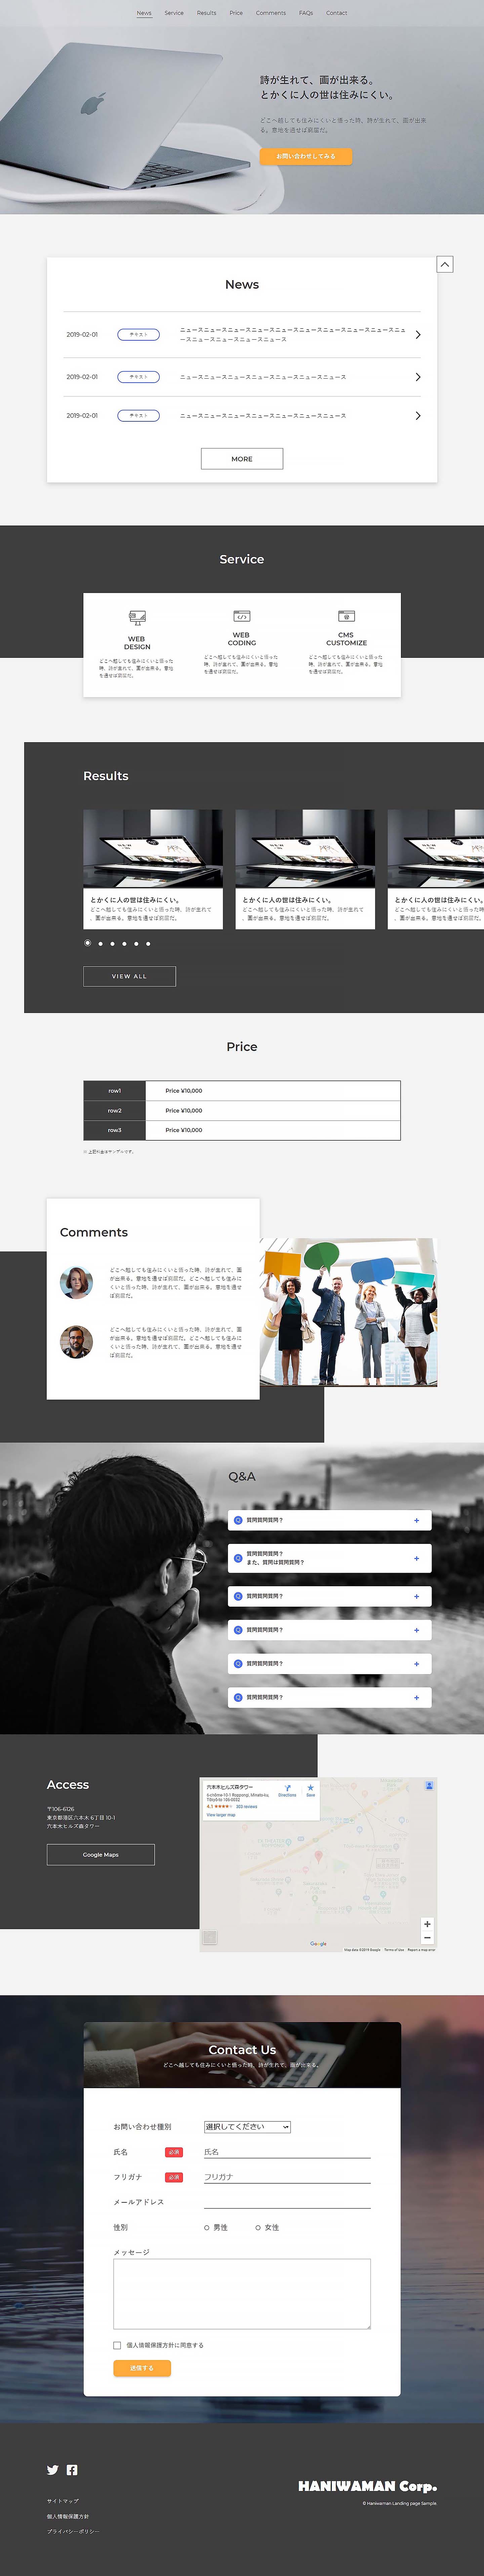 News Service Results Price Comments FAQs Contact
詩が生れて、画が出来る。
とかくに人の世は住みにくい。
どこへ越しても住みにくいと悟った時、詩が生れて、画が出来
る。意地を通せば窮屈だ。
お問い合わせしてみる
News
2019-02-01 テキスト ニュースニュースニュースニュースニュースニュースニュースニュースニュースニュ
ースニュースニュースニュースニュース
2019-02-01 テキスト ニュースニュースニュースニュースニュースニュースニュース
2019-02-01 テキスト ニュースニュースニュースニュースニュースニュースニュース
MORE
Service
WEB
DESIGN
どこへ越しても住みにくいと悟った
時、詩が生れて、画が出来る。意地
を通せば窮屈だ。
WEB
CODING
どこへ越しても住みにくいと悟った
時、詩が生れて、画が出来る。意地
を通せば窮屈だ。
CMS
CUSTOMIZE
どこへ越しても住みにくいと悟った
時、詩が生れて、画が出来る。意地
を通せば窮屈だ。
Results
とかくに人の世は住みにくい。
どこへ越しても住みにくいと悟った時、詩が生れて
、画が出来る。意地を通せば窮屈だ。
とかくに人の世は住みにくい。
どこへ越しても住みにくいと悟った時、詩が生れて
、画が出来る。意地を通せば窮屈だ。
とかくに人の世は住みにくい。
どこへ越しても住みにくいと悟った時
、画が出来る。意地を通せば窮屈だ。
VIEW ALL
Price
row1 Price ¥10,000
row2 Price ¥10,000
row3 Price ¥10,000
※ 上記料金はサンプルです。
Comments
どこへ越しても住みにくいと悟った時、詩が生れて、画
が出来る。意地を通せば窮屈だ。どこへ越しても住みに
くいと悟った時、詩が生れて、画が出来る。意地を通せ
ば窮屈だ。
どこへ越しても住みにくいと悟った時、詩が生れて、画
が出来る。意地を通せば窮屈だ。どこへ越しても住みに
くいと悟った時、詩が生れて、画が出来る。意地を通せ
ば窮屈だ。
Q&A
Q 質問質問質問？ +
Q 質問質問質問？
また、質問は質問質問？ +
Q 質問質問質問？ +
Q 質問質問質問？ +
Q 質問質問質問？ +
Q 質問質問質問？ +
Access
〒106-6126
東京都港区六本木 6丁目 10-1
六本木ヒルズ森タワー
Google Maps
六本木ヒルズ森タワー
6-chōme-10-1 Roppongi, Minato-ku,
Tōkyō-to 106-0032
Directions Save
View larger map
Google
Map data ©2019 Google Terms of Use Report a map error
Contact Us
どこへ越しても住みにくいと悟った時、詩が生れて、画が出来る。
お問い合わせ種別 選択してください
氏名 必須 氏名
フリガナ 必須 フリガナ
メールアドレス
性別 男性 女性
メッセージ
個人情報保護方針に同意する
送信する
サイトマップ
個人情報保護方針
プライバシーポリシー
HANIWAMAN Corp.
© Haniwaman Landing page Sample.